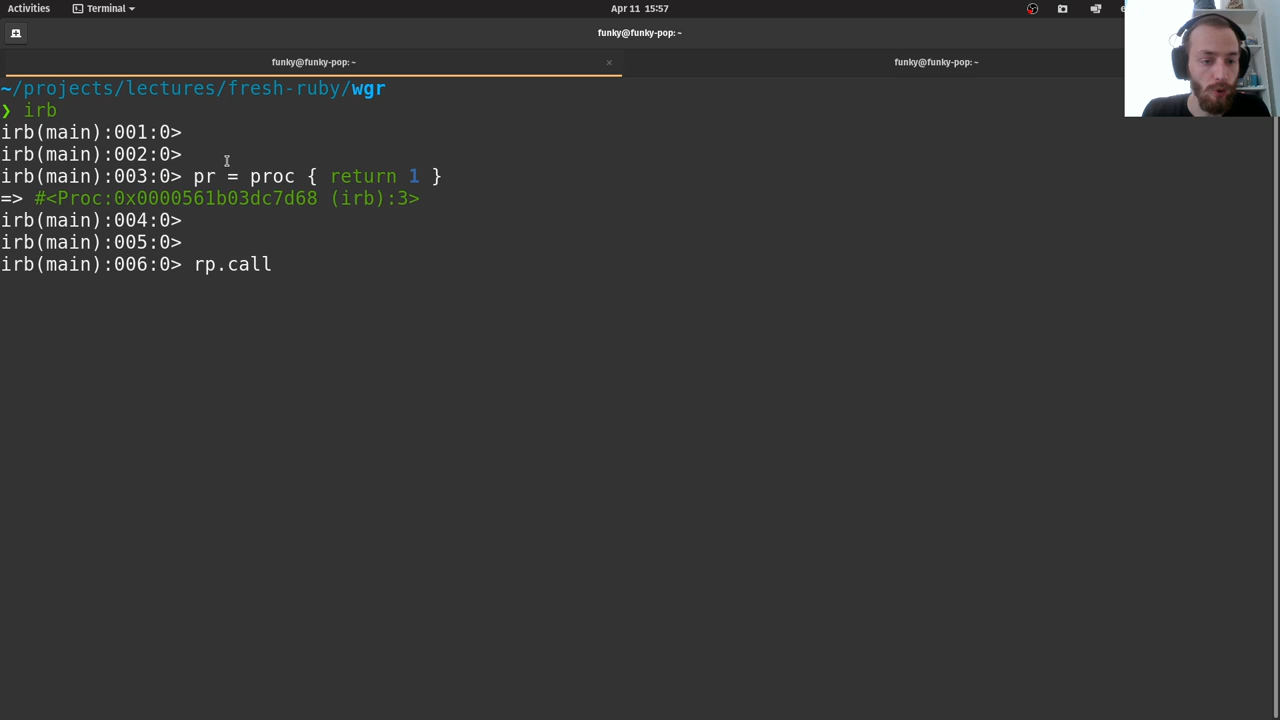 Activities
Terminal
Apr 11 15:57
funky@funky-pop: ~
funky@funky-pop: ~
funky@funky-pop: ~
~/projects/lectures/fresh-ruby/wgr
❯ irb
irb(main):001:0>
irb(main):002:0>
irb(main):003:0> pr = proc { return 1 }
=> #<Proc:0x0000561b03dc7d68 (irb):3>
irb(main):004:0>
irb(main):005:0>
irb(main):006:0> rp.call